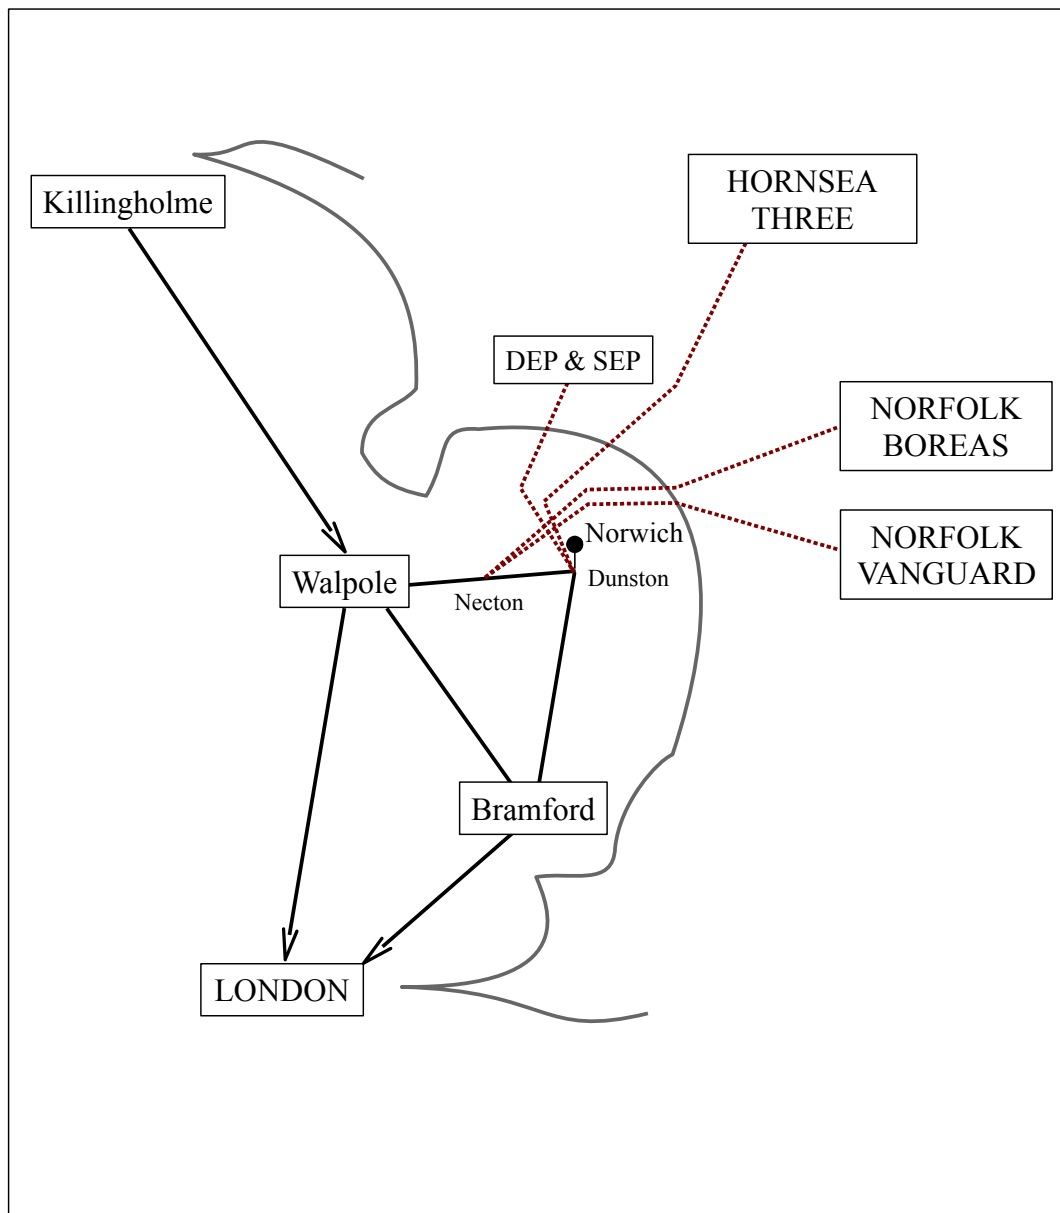 Killingholme
HORNSEA
THREE
DEP & SEP
NORFOLK
BOREAS
Norwich
NORFOLK
VANGUARD
Walpole
Dunston
Necton
Bramford
LONDON